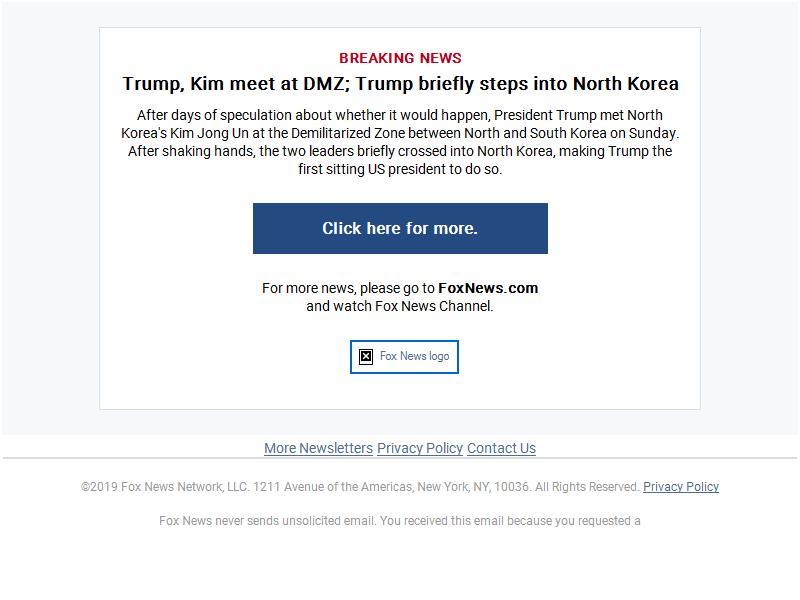 BREAKING NEWS
Trump, Kim meet at DMZ; Trump briefly steps into North Korea
After days of speculation about whether it would happen, President Trump met North
Korea's Kim Jong Un at the Demilitarized Zone between North and South Korea on Sunday.
After shaking hands, the two leaders briefly crossed into North Korea, making Trump the
first sitting US president to do so.
Click here for more.
For more news, please go to FoxNews.com
and watch Fox News Channel.
Fox News logo
More Newsletters Privacy Policy Contact Us
©2019 Fox News Network, LLC. 1211 Avenue of the Americas, New York, NY, 10036. All Rights Reserved. Privacy Policy
Fox News never sends unsolicited email. You received this email because you requested a